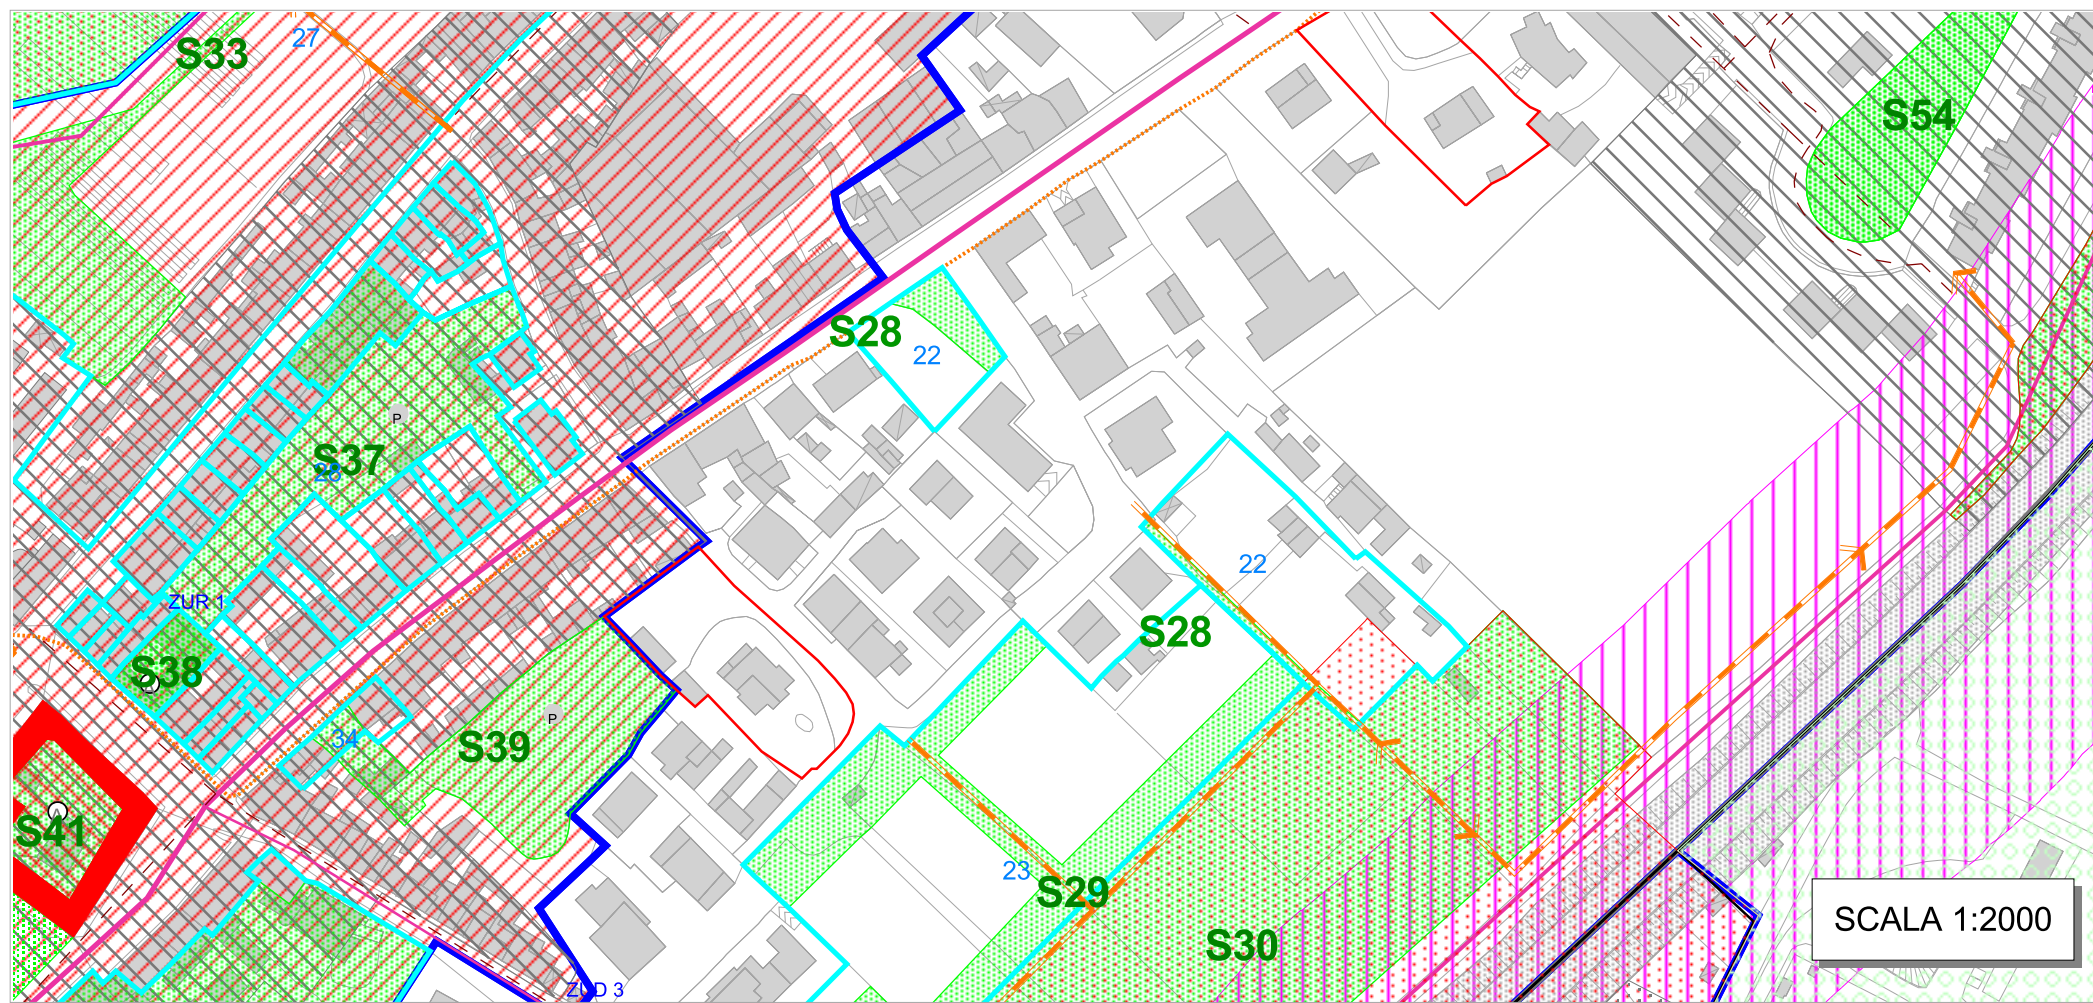 27
S33
S54
S28
22
P
S37
28
22
ZUR 1
S28
S38
P
34
S39
S41
23
S29
SCALA 1:2000
S30
ZUD 3